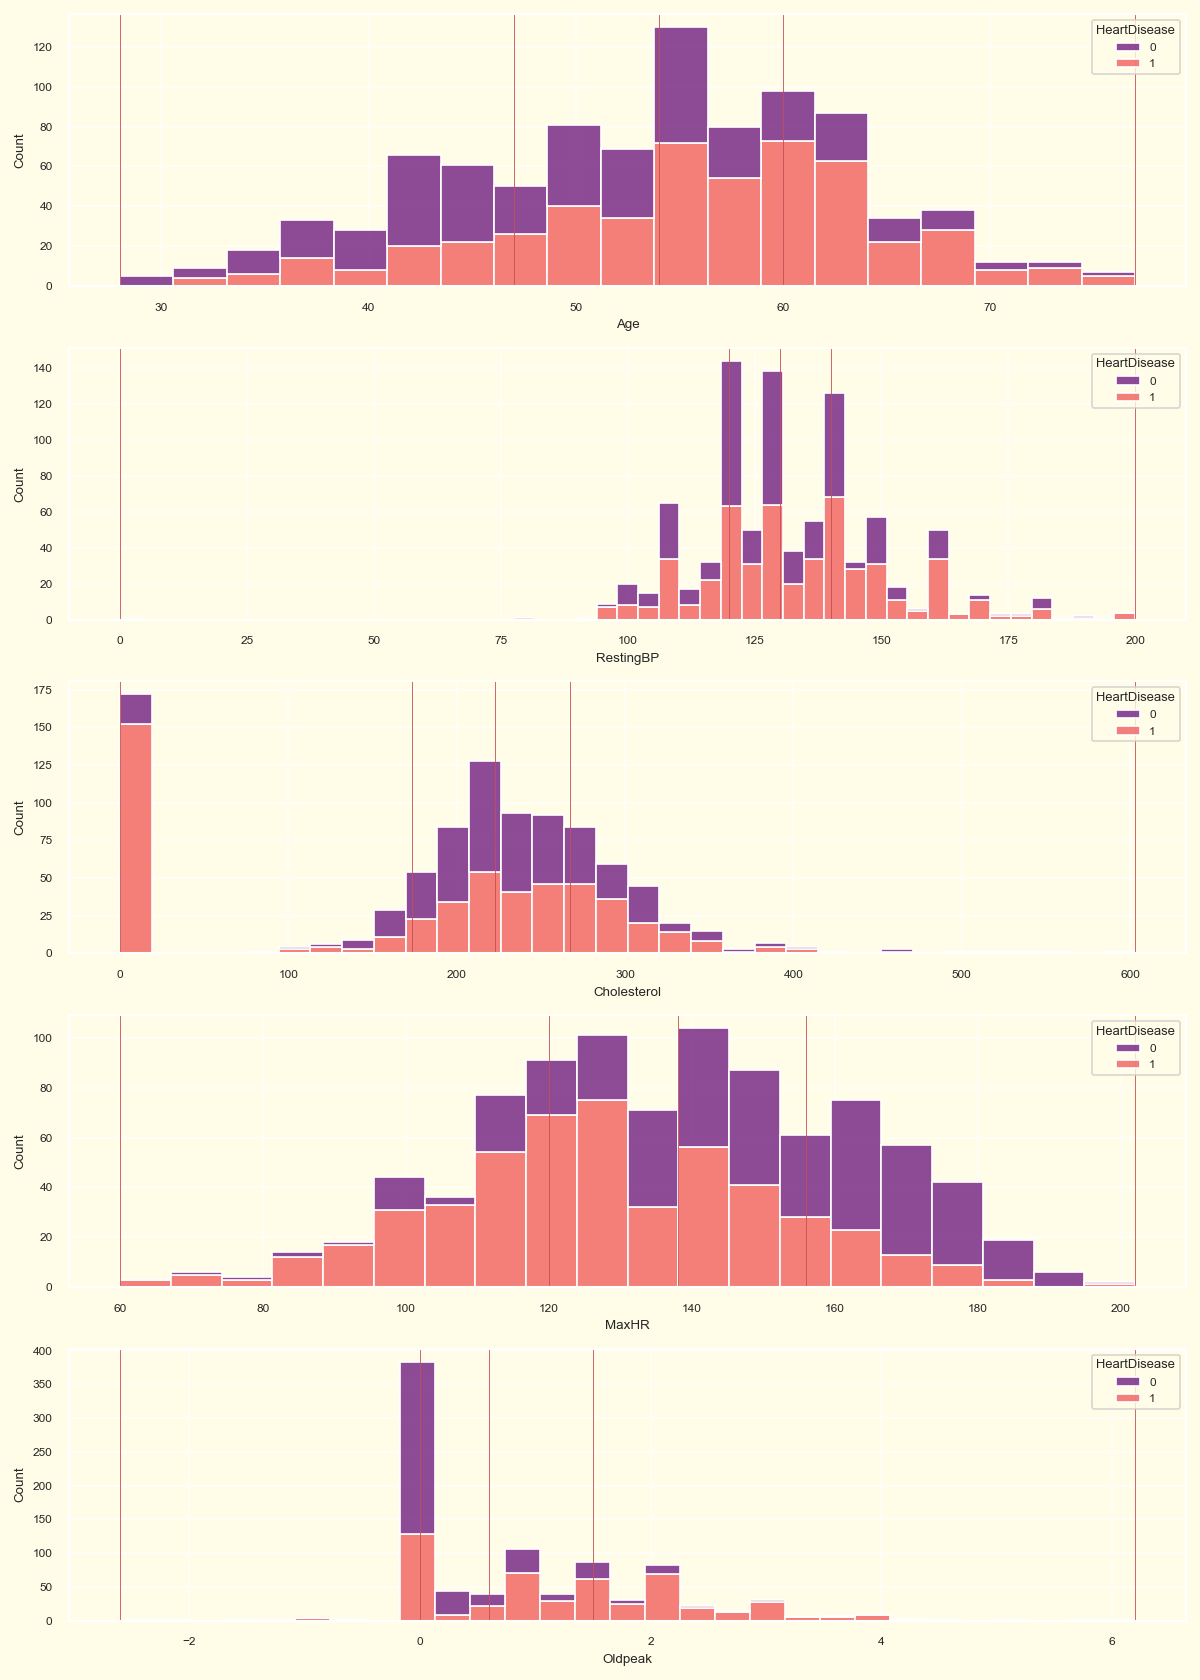 HeartDisease
0
1
120
100
80
60
40
20
0
Count
30 40 50 60 70
Age
HeartDisease
0
1
140
120
100
80
60
40
20
0
Count
0 25 50 75 100 125 150 175 200
RestingBP
HeartDisease
0
1
175
150
125
100
75
50
25
0
Count
0 100 200 300 400 500 600
Cholesterol
HeartDisease
0
1
100
80
60
40
20
0
Count
60 80 100 120 140 160 180 200
MaxHR
HeartDisease
0
1
400
350
300
250
200
150
100
50
0
Count
−2 0 2 4 6
Oldpeak